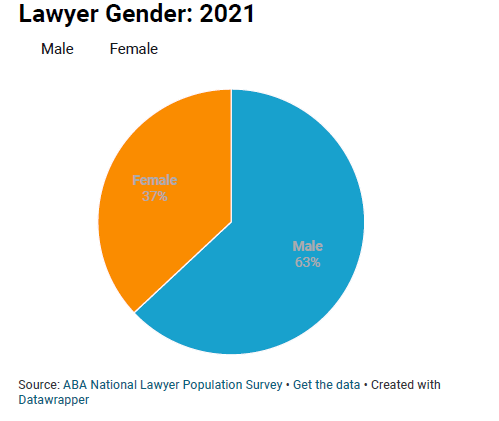 Lawyer Gender: 2021
Male Female
Female
37%
Male
63%
Source: ABA National Lawyer Population Survey • Get the data • Created with
Datawrapper